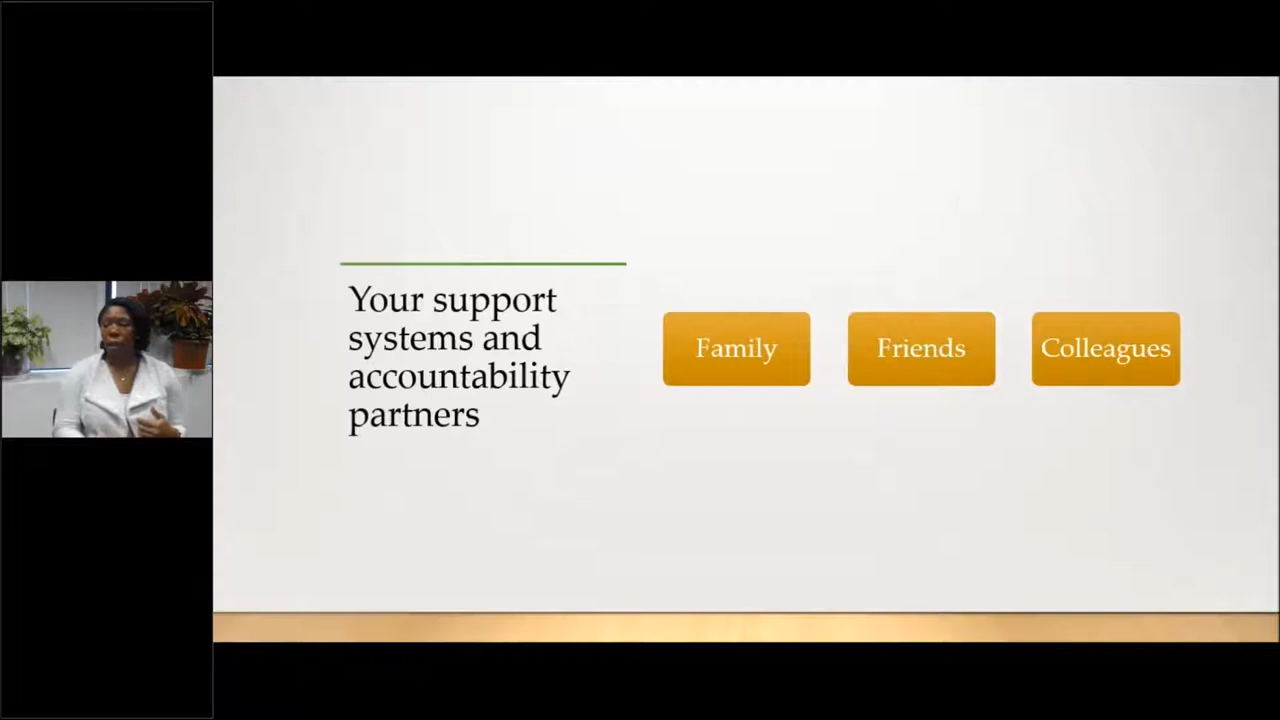 Your support
systems and
accountability
partners
Family
Friends
Colleagues